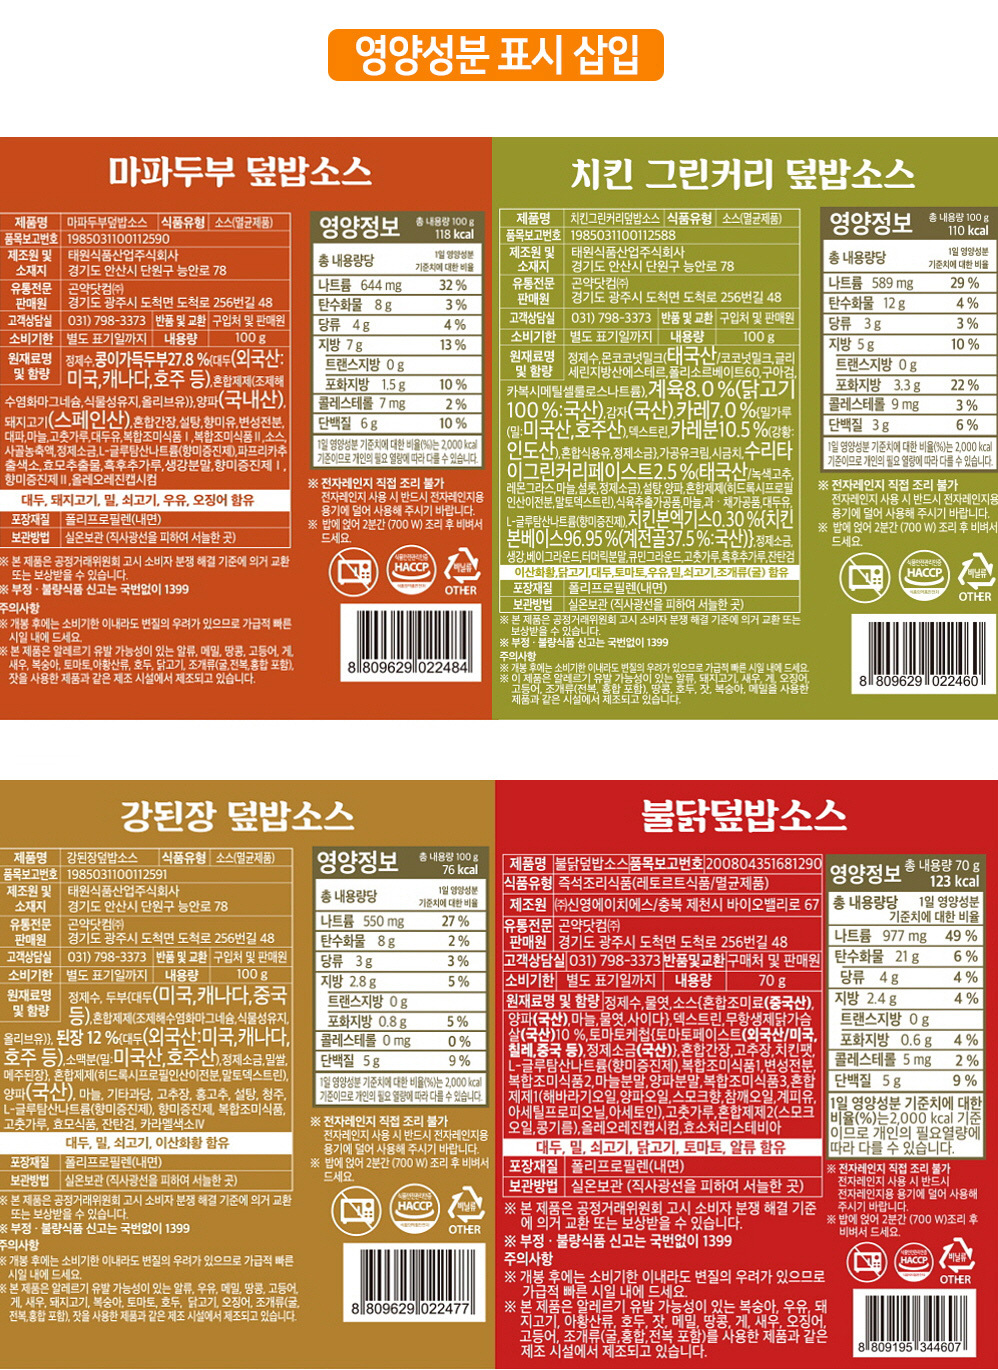 영양성분 표시 삽입
마파두부 덮밥소스
제품명 마파두부덮밥소스 식품유형 소스(멸균제품)
품목보고번호 1985031100112590
제조원 및 소재지 태원식품산업주식회사
경기도 안산시 단원구 능안로 78
유통전문판매원 곤약닷컴㈜
경기도 광주시 도척면 도척로 256번길 48
고객상담실 031) 798-3373 반품 및 교환 구입처 및 판매원
소비기한 별도 표기일까지 내용량 100 g
원재료명 및 함량 정제수,콩이가득두부27.8 %{대두(외국산:
미국,캐나다,호주 등),혼합제제(조제해
수염화마그네슘,식물성유지,올리브유)},양파(국내산),
돼지고기(스페인산),혼합간장,설탕,향미유,변성전분,
대파,마늘,고춧가루,대두유,복합조미식품Ⅰ,복합조미식품Ⅱ,소스,
사골농축액,정제소금,L-글루탐산나트륨(향미증진제),파프리카추
출색소,효모추출물,흑후추가루,생강분말,향미증진제Ⅰ,
향미증진제Ⅱ,올레오레진캡시컴
대두, 돼지고기, 밀, 쇠고기, 우유, 오징어 함유
포장재질 폴리프로필렌(내면)
보관방법 실온보관 (직사광선을 피하여 서늘한 곳)
※ 본 제품은 공정거래위원회 고시 소비자 분쟁 해결 기준에 의거 교환
또는 보상받을 수 있습니다.
※ 부정 · 불량식품 신고는 국번없이 1399
주의사항
※ 개봉 후에는 소비기한 이내라도 변질의 우려가 있으므로 가급적 빠른
시일 내에 드세요.
※ 본 제품은 알레르기 유발 가능성이 있는 알류, 메밀, 땅콩, 고등어, 게,
새우, 복숭아, 토마토,아황산류, 호두, 닭고기, 조개류(굴,전복,홍합 포함),
잣을 사용한 제품과 같은 제조 시설에서 제조되고 있습니다.
영양정보 총 내용량 100 g
118 kcal
총 내용량당 1일 영양성분
기준치에 대한 비율
나트륨 644 mg 32 %
탄수화물 8 g 3 %
당류 4 g 4 %
지방 7 g 13 %
트랜스지방 0 g
포화지방 1.5 g 10 %
콜레스테롤 7 mg 2 %
단백질 6 g 10 %
1일 영양성분 기준치에 대한 비율(%)는 2,000 kcal
기준이므로 개인의 필요 열량에 따라 다를 수 있습니다.
※ 전자레인지 직접 조리 불가
전자레인지 사용 시 반드시 전자레인지용
용기에 덜어 사용해 주시기 바랍니다.
※ 밥에 얹어 2분간 (700 W) 조리 후 비벼서
드세요.
HACCP
비닐류
OTHER
8 809629 022484
치킨 그린커리 덮밥소스
제품명 치킨그린커리덮밥소스 식품유형 소스(멸균제품)
품목보고번호 1985031100112588
제조원 및 소재지 태원식품산업주식회사
경기도 안산시 단원구 능안로 78
유통전문판매원 곤약닷컴㈜
경기도 광주시 도척면 도척로 256번길 48
고객상담실 031) 798-3373 반품 및 교환 구입처 및 판매원
소비기한 별도 표기일까지 내용량 100 g
원재료명 및 함량 정제수,몬코코넛밀크{태국산/코코넛밀크,글리
세린지방산에스테르,폴리소르베이트60,구아검,
카복시메틸셀룰로스나트륨},계육8.0 %(닭고기
100 %:국산),감자(국산),카레7.0 %{밀가루
(밀:미국산,호주산),덱스트린,카레분10.5 %(강황:
인도산),혼합식용유,정제소금},가공유크림,시금치,수리타
이그린커리페이스트2.5 %{태국산/녹색고추,
레몬그라스,마늘,샬롯,정제소금},설탕,양파,혼합제제(히드록시프로필
인산이전분,말토덱스트린),식육추출가공품,마늘,과 · 채가공품,대두유,
L-글루탐산나트륨(향미증진제),치킨본엑기스0.30 %{치킨
본베이스96.95 %(계전골37.5 %:국산)},정제소금,
생강,베이그라운드,터머릭분말,큐민그라운드,고춧가루,흑후추가루,잔탄검
이산화황,닭고기,대두,토마토,우유,밀,쇠고기,조개류(굴) 함유
포장재질 폴리프로필렌(내면)
보관방법 실온보관 (직사광선을 피하여 서늘한 곳)
※ 본 제품은 공정거래위원회 고시 소비자 분쟁 해결 기준에 의거 교환 또는
보상받을 수 있습니다.
※ 부정 · 불량식품 신고는 국번없이 1399
주의사항
※ 개봉 후에는 소비기한 이내라도 변질의 우려가 있으므로 가급적 빠른 시일 내에 드세요.
※ 이 제품은 알레르기 유발 가능성이 있는 알류, 돼지고기, 새우, 게, 오징어,
고등어, 조개류(전복, 홍합 포함), 땅콩, 호두, 잣, 복숭아, 메밀을 사용한
제품과 같은 시설에서 제조되고 있습니다.
영양정보 총 내용량 100 g
110 kcal
총 내용량당 1일 영양성분
기준치에 대한 비율
나트륨 589 mg 29 %
탄수화물 12 g 4 %
당류 3 g 3 %
지방 5 g 10 %
트랜스지방 0 g
포화지방 3.3 g 22 %
콜레스테롤 9 mg 3 %
단백질 3 g 6 %
1일 영양성분 기준치에 대한 비율(%)는 2,000 kcal
기준이므로 개인의 필요 열량에 따라 다를 수 있습니다.
※ 전자레인지 직접 조리 불가
전자레인지 사용 시 반드시 전자레인지용
용기에 덜어 사용해 주시기 바랍니다.
※ 밥에 얹어 2분간 (700 W) 조리 후 비벼서
드세요.
HACCP
비닐류
OTHER
8 809629 022460
강된장 덮밥소스
제품명 강된장덮밥소스 식품유형 소스(멸균제품)
품목보고번호 1985031100112591
제조원 및 소재지 태원식품산업주식회사
경기도 안산시 단원구 능안로 78
유통전문판매원 곤약닷컴㈜
경기도 광주시 도척면 도척로 256번길 48
고객상담실 031) 798-3373 반품 및 교환 구입처 및 판매원
소비기한 별도 표기일까지 내용량 100 g
원재료명 및 함량 정제수, 두부{대두(미국,캐나다,중국
등),혼합제제(조제해수염화마그네슘,식물성유지,
올리브유)}, 된장 12 %{대두(외국산:미국,캐나다,
호주 등),소맥분(밀:미국산,호주산),정제소금,밀쌀,
메주된장}, 혼합제제(히드록시프로필인산이전분,말토덱스트린),
양파(국산), 마늘, 기타과당, 고추장, 홍고추, 설탕, 청주,
L-글루탐산나트륨(향미증진제), 향미증진제, 복합조미식품,
고춧가루, 효모식품, 잔탄검, 카라멜색소Ⅳ
대두, 밀, 쇠고기, 이산화황 함유
포장재질 폴리프로필렌(내면)
보관방법 실온보관 (직사광선을 피하여 서늘한 곳)
※ 본 제품은 공정거래위원회 고시 소비자 분쟁 해결 기준에 의거 교환
또는 보상받을 수 있습니다.
※ 부정 · 불량식품 신고는 국번없이 1399
주의사항
※ 개봉 후에는 소비기한 이내라도 변질의 우려가 있으므로 가급적 빠른
시일 내에 드세요.
※ 본 제품은 알레르기 유발 가능성이 있는 알류, 우유, 메밀, 땅콩, 고등어,
게, 새우, 돼지고기, 복숭아, 토마토, 호두, 닭고기, 오징어, 조개류(굴,
전복,홍합 포함), 잣을 사용한 제품과 같은 제조 시설에서 제조되고 있습니다.
영양정보 총 내용량 100 g
76 kcal
총 내용량당 1일 영양성분
기준치에 대한 비율
나트륨 550 mg 27 %
탄수화물 8 g 2 %
당류 3 g 3 %
지방 2.8 g 5 %
트랜스지방 0 g
포화지방 0.8 g 5 %
콜레스테롤 0 mg 0 %
단백질 5 g 9 %
1일 영양성분 기준치에 대한 비율(%)는 2,000 kcal
기준이므로 개인의 필요 열량에 따라 다를 수 있습니다.
※ 전자레인지 직접 조리 불가
전자레인지 사용 시 반드시 전자레인지용
용기에 덜어 사용해 주시기 바랍니다.
※ 밥에 얹어 2분간 (700 W) 조리 후 비벼서
드세요.
HACCP
비닐류
OTHER
8 809629 022477
불닭덮밥소스
제품명 불닭덮밥소스 품목보고번호 200804351681290
식품유형 즉석조리식품(레토르트식품/멸균제품)
제조원 ㈜신영에이치에스/충북 제천시 바이오밸리로 67
유통전문판매원 곤약닷컴㈜
경기도 광주시 도척면 도척로 256번길 48
고객상담실 031) 798-3373 반품및교환 구매처 및 판매원
소비기한 별도 표기일까지 내용량 70 g
원재료명 및 함량 정제수,물엿,소스{혼합조미료(중국산),
양파(국산),마늘,물엿,사이다},덱스트린,무항생제닭가슴
살(국산)10 %,토마토케첩{토마토페이스트(외국산/미국,
칠레,중국 등),정제소금(국산)}, 혼합간장,고추장,치킨팻,
L-글루탐산나트륨(향미증진제),복합조미식품1,변성전분,
복합조미식품2,마늘분말,양파분말,복합조미식품3,혼합
제제1(해바라기오일,양파오일,스모크향,참깨오일,계피유,
아세틸프로피오닐,아세토인),고춧가루,혼합제제2(스모크
오일,콩기름),올레오레진캡시컴,효소처리스테비아
대두, 밀, 쇠고기, 닭고기, 토마토, 알류 함유
포장재질 폴리프로필렌(내면)
보관방법 실온보관 (직사광선을 피하여 서늘한 곳)
※ 본 제품은 공정거래위원회 고시 소비자 분쟁 해결 기준
에 의거 교환 또는 보상받을 수 있습니다.
※ 부정 · 불량식품 신고는 국번없이 1399
주의사항
※ 개봉 후에는 소비기한 이내라도 변질의 우려가 있으므로
가급적 빠른 시일 내에 드세요.
※ 본 제품은 알레르기 유발 가능성이 있는 복숭아, 우유, 돼
지고기, 아황산류, 호두, 잣, 메밀, 땅콩, 게, 새우, 오징어,
고등어, 조개류(굴,홍합,전복 포함)를 사용한 제품과 같은
제조 시설에서 제조되고 있습니다.
영양정보 총 내용량 70 g
123 kcal
총 내용량당 1일 영양성분
기준치에 대한 비율
나트륨 977 mg 49 %
탄수화물 21 g 6 %
당류 4 g 4 %
지방 2.4 g 4 %
트랜스지방 0 g
포화지방 0.6 g 4 %
콜레스테롤 5 mg 2 %
단백질 5 g 9 %
1일 영양성분 기준치에 대한
비율(%)는2,000 kcal 기준
이므로 개인의 필요열량에
따라 다를 수 있습니다.
※ 전자레인지 직접 조리 불가
전자레인지 사용 시 반드시
전자레인지용 용기에 덜어 사용해
주시기 바랍니다.
※ 밥에 얹어 2분간 (700 W)조리 후
비벼서 드세요.
HACCP
비닐류
OTHER
8 809195 344607